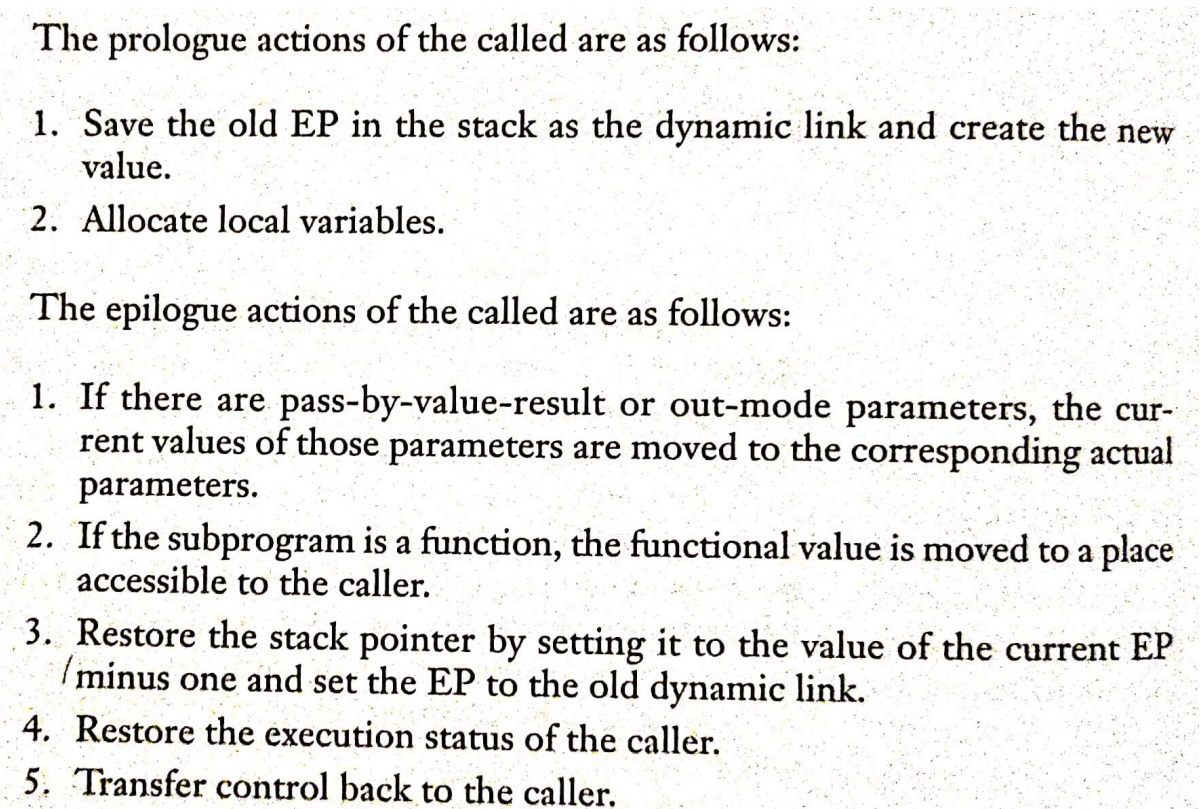 The prologue actions of the called are as follows:
1. Save the old EP in the stack as the dynamic link and create the new
value.
2. Allocate local variables.
The epilogue actions of the called are as follows:
1. If there are pass-by-value-result or out-mode parameters, the cur-
rent values of those parameters are moved to the corresponding actual
parameters.
2. If the subprogram is a function, the functional value is moved to a place
accessible to the caller.
3. Restore the stack pointer by setting it to the value of the current EP
minus one and set the EP to the old dynamic link.
4. Restore the execution status of the caller.
5. Transfer control back to the caller.